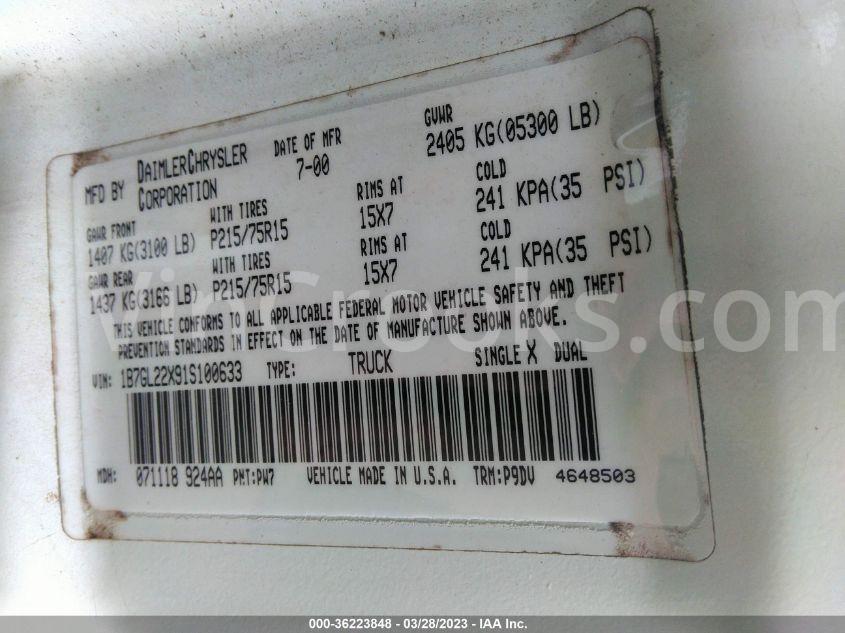 MFD BY DAIMLERCHRYSLER CORPORATION DATE OF MFR 7-00 GVWR 2405 KG(05300 LB)
GAWR FRONT WITH TIRES RIMS AT COLD
1407 KG(3100 LB) P215/75R15 15X7 241 KPA(35 PSI)
GAWR REAR WITH TIRES RIMS AT COLD
1437 KG(3166 LB) P215/75R15 15X7 241 KPA(35 PSI)
THIS VEHICLE CONFORMS TO ALL APPLICABLE FEDERAL MOTOR VEHICLE SAFETY AND THEFT
PREVENTION STANDARDS IN EFFECT ON THE DATE OF MANUFACTURE SHOWN ABOVE.
VIN: 1B7GL22X91S100633 TYPE: TRUCK SINGLE X DUAL
MDH: 071118 924AA PNT:PW7 VEHICLE MADE IN U.S.A. TRM:P9DV 4648503
VinCrooks.com
000-36223848 - 03/28/2023 - IAA Inc.